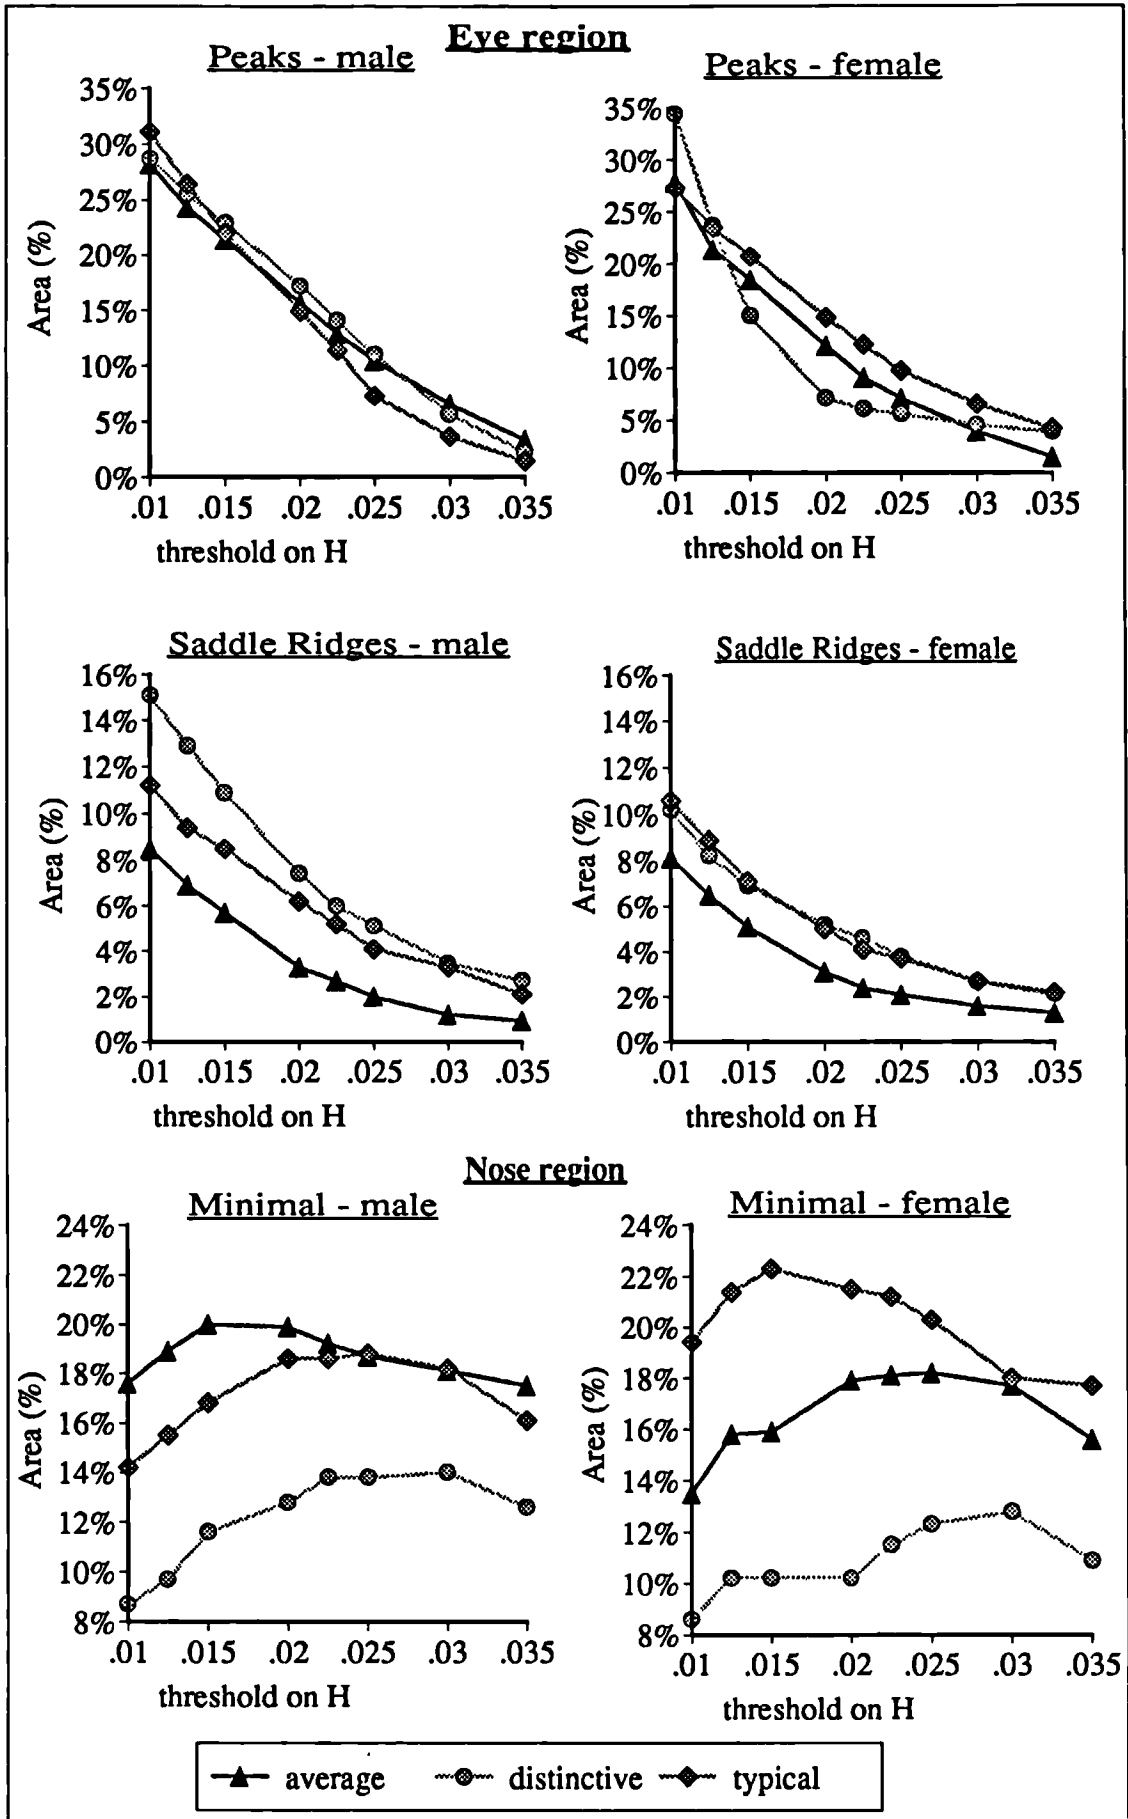 Eye region
Peaks - male
35%
30%
25%
20%
15%
10%
5%
0%
Area (%)
.01 .015 .02 .025 .03 .035
threshold on H
Peaks - female
35%
30%
25%
20%
15%
10%
5%
0%
Area (%)
.01 .015 .02 .025 .03 .035
threshold on H
Saddle Ridges - male
16%
14%
12%
10%
8%
6%
4%
2%
0%
Area (%)
.01 .015 .02 .025 .03 .035
threshold on H
Saddle Ridges - female
16%
14%
12%
10%
8%
6%
4%
2%
0%
Area (%)
.01 .015 .02 .025 .03 .035
threshold on H
Nose region
Minimal - male
24%
22%
20%
18%
16%
14%
12%
10%
8%
Area (%)
.01 .015 .02 .025 .03 .035
threshold on H
Minimal - female
24%
22%
20%
18%
16%
14%
12%
10%
8%
Area (%)
.01 .015 .02 .025 .03 .035
threshold on H
average distinctive typical